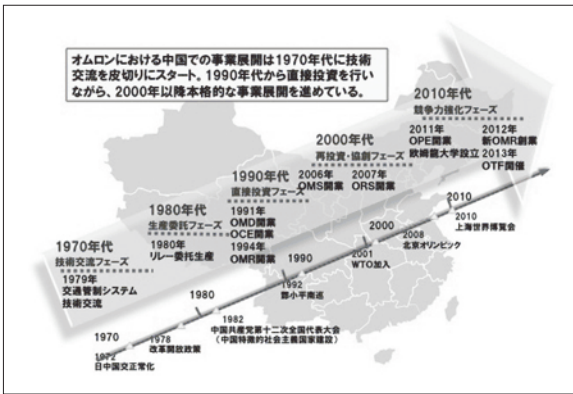 オムロンにおける中国での事業展開は1970年代に技術
交流を皮切りにスタート。1990年代から直接投資を行い
ながら、2000年以降本格的な事業展開を進めている。
2010年代
競争力強化フェーズ
2011年
OPE開業
欧姆龍大学設立
2012年
新OMR創業
2013年
OTF開催
2000年代
再投資・協創フェーズ
2006年
OMS開業
2007年
ORS開業
1990年代
直接投資フェーズ
1991年
OMD開業
OCE開業
1994年
OMR開業
1980年代
生産委託フェーズ
1980年
リレー委託生産
1970年代
技術交流フェーズ
1979年
交通管制システム
技術交流
1970
1972
日中国交正常化
1978
改革開放政策
1980
1982
中国共産党第十二次全国代表大会
（中国特徴的社会主義国家建設）
1990
1992
鄧小平南巡
2000
2001
WTO加入
2008
北京オリンピック
2010
2010
上海世界博覧会